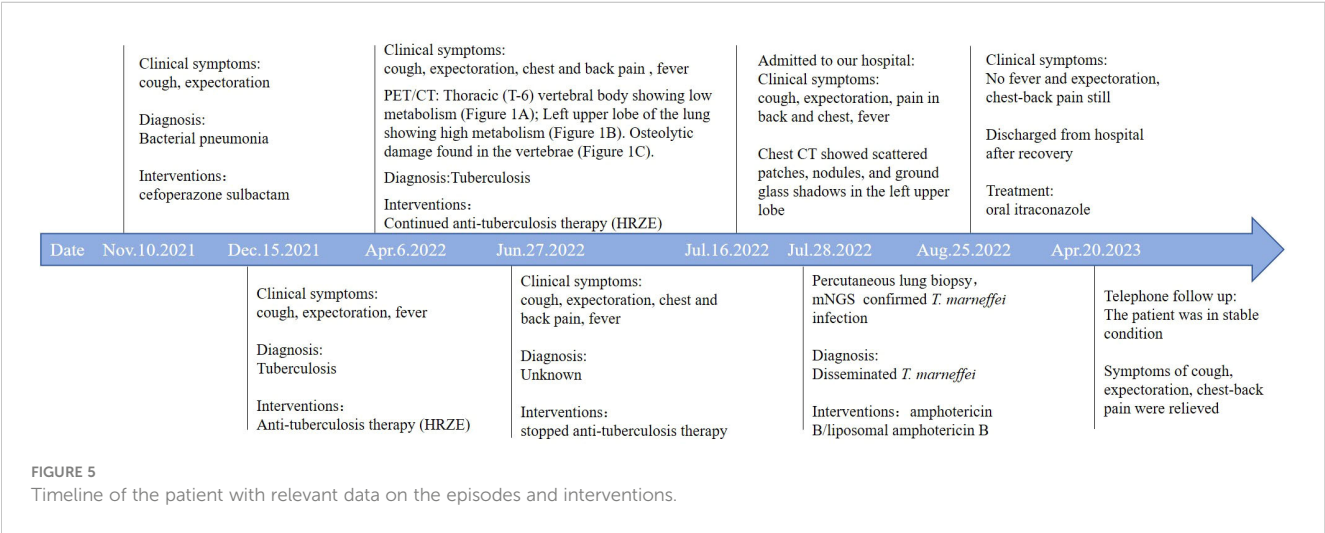 Clinical symptoms:
cough, expectoration
Diagnosis:
Bacterial pneumonia
Interventions：
cefoperazone sulbactam
Clinical symptoms:
cough, expectoration, chest and back pain , fever
PET/CT: Thoracic (T-6) vertebral body showing low
metabolism (Figure 1A); Left upper lobe of the lung
showing high metabolism (Figure 1B). Osteolytic
damage found in the vertebrae (Figure 1C).
Diagnosis:Tuberculosis
Interventions：
Continued anti-tuberculosis therapy (HRZE)
Admitted to our hospital:
Clinical symptoms:
cough, expectoration, pain in
back and chest, fever
Chest CT showed scattered
patches, nodules, and ground
glass shadows in the left upper
lobe
Clinical symptoms:
No fever and expectoration,
chest-back pain still
Discharged from hospital
after recovery
Treatment:
oral itraconazole
Date Nov.10.2021 Dec.15.2021 Apr.6.2022 Jun.27.2022 Jul.16.2022 Jul.28.2022 Aug.25.2022 Apr.20.2023
Clinical symptoms:
cough, expectoration, fever
Diagnosis:
Tuberculosis
Interventions：
Anti-tuberculosis therapy (HRZE)
Clinical symptoms:
cough, expectoration, chest and
back pain, fever
Diagnosis:
Unknown
Interventions：
stopped anti-tuberculosis therapy
Percutaneous lung biopsy，
mNGS confirmed T. marneffei
infection
Diagnosis:
Disseminated T. marneffei
Interventions：amphotericin
B/liposomal amphotericin B
Telephone follow up:
The patient was in stable
condition
Symptoms of cough,
expectoration, chest-back
pain were relieved
FIGURE 5
Timeline of the patient with relevant data on the episodes and interventions.